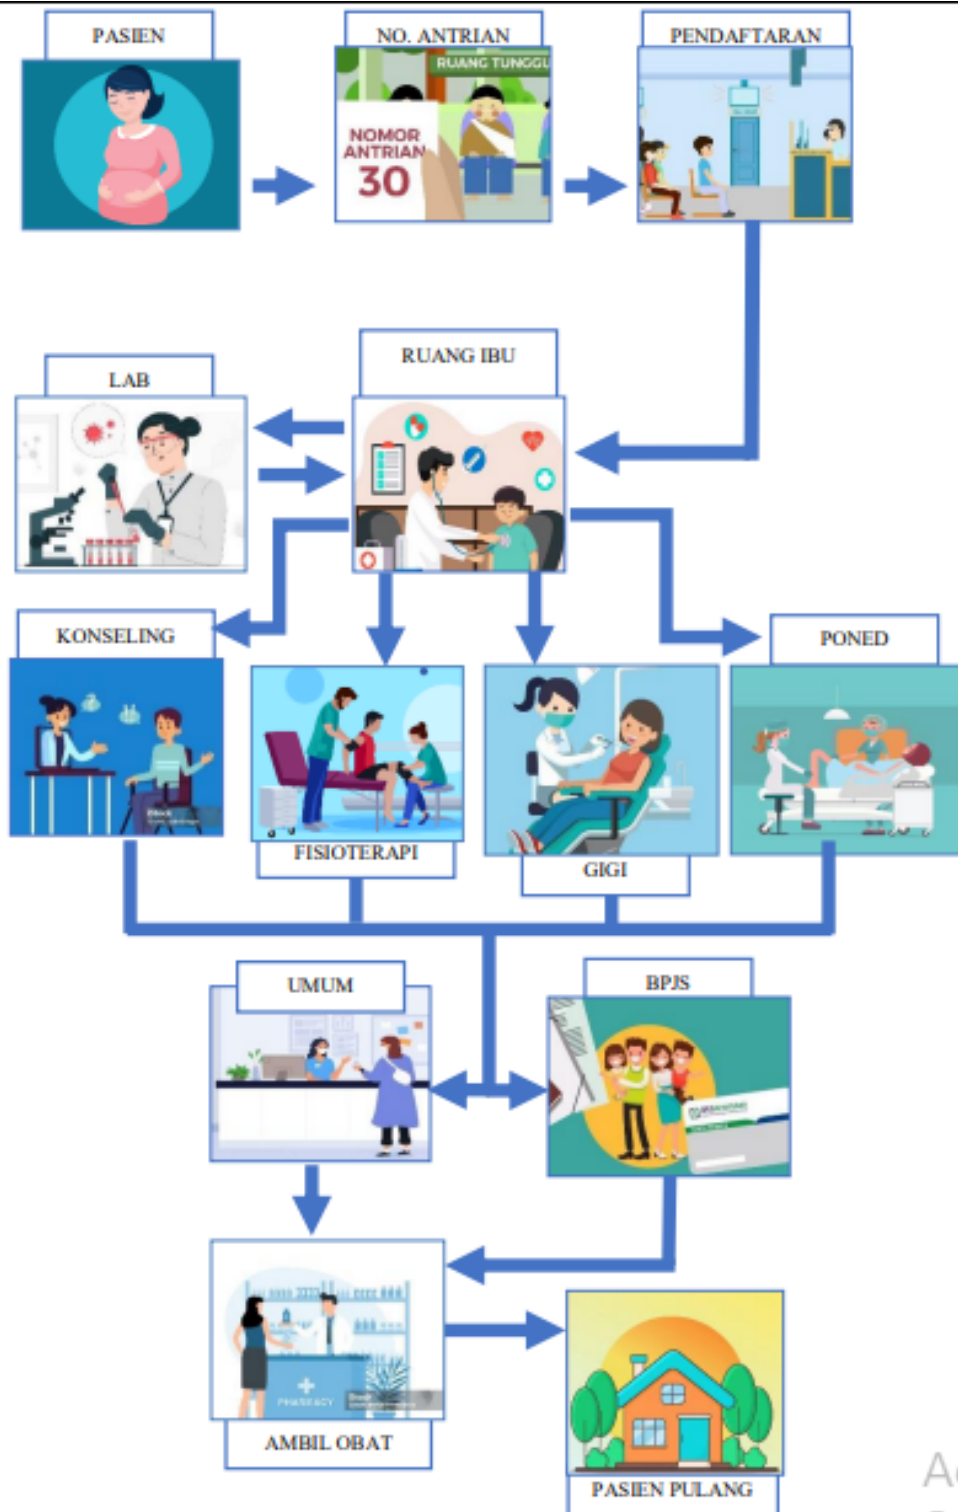 PASIEN
NO. ANTRIAN
PENDAFTARAN
RUANG TUNGGU
NOMOR
ANTRIAN
30
RUANG IBU
LAB
KONSELING
PONED
FISIOTERAPI
GIGI
UMUM
BPJS
PHARMACY
AMBIL OBAT
PASIEN PULANG